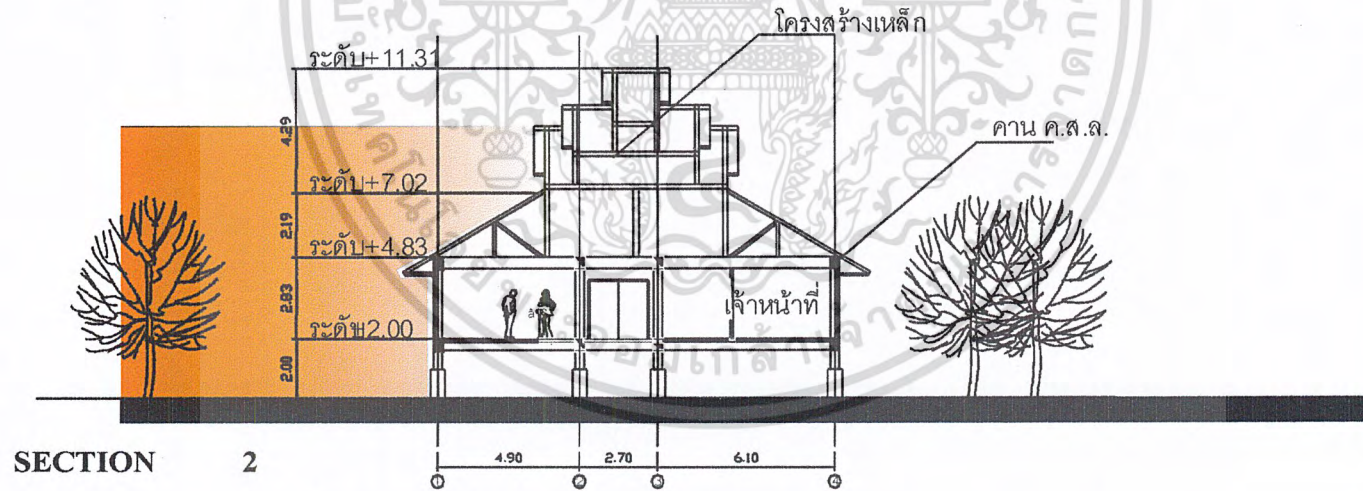 โครงสร้างเหล็ก
ระดับ+11.31
คาน ค.ส.ล.
4.29
ระดับ+7.02
2.19
ระดับ+4.83
2.83
เจ้าหน้าที่
ระดับ2.00
2.00
SECTION 2
4.90 2.70 6.10
1 2 3 4